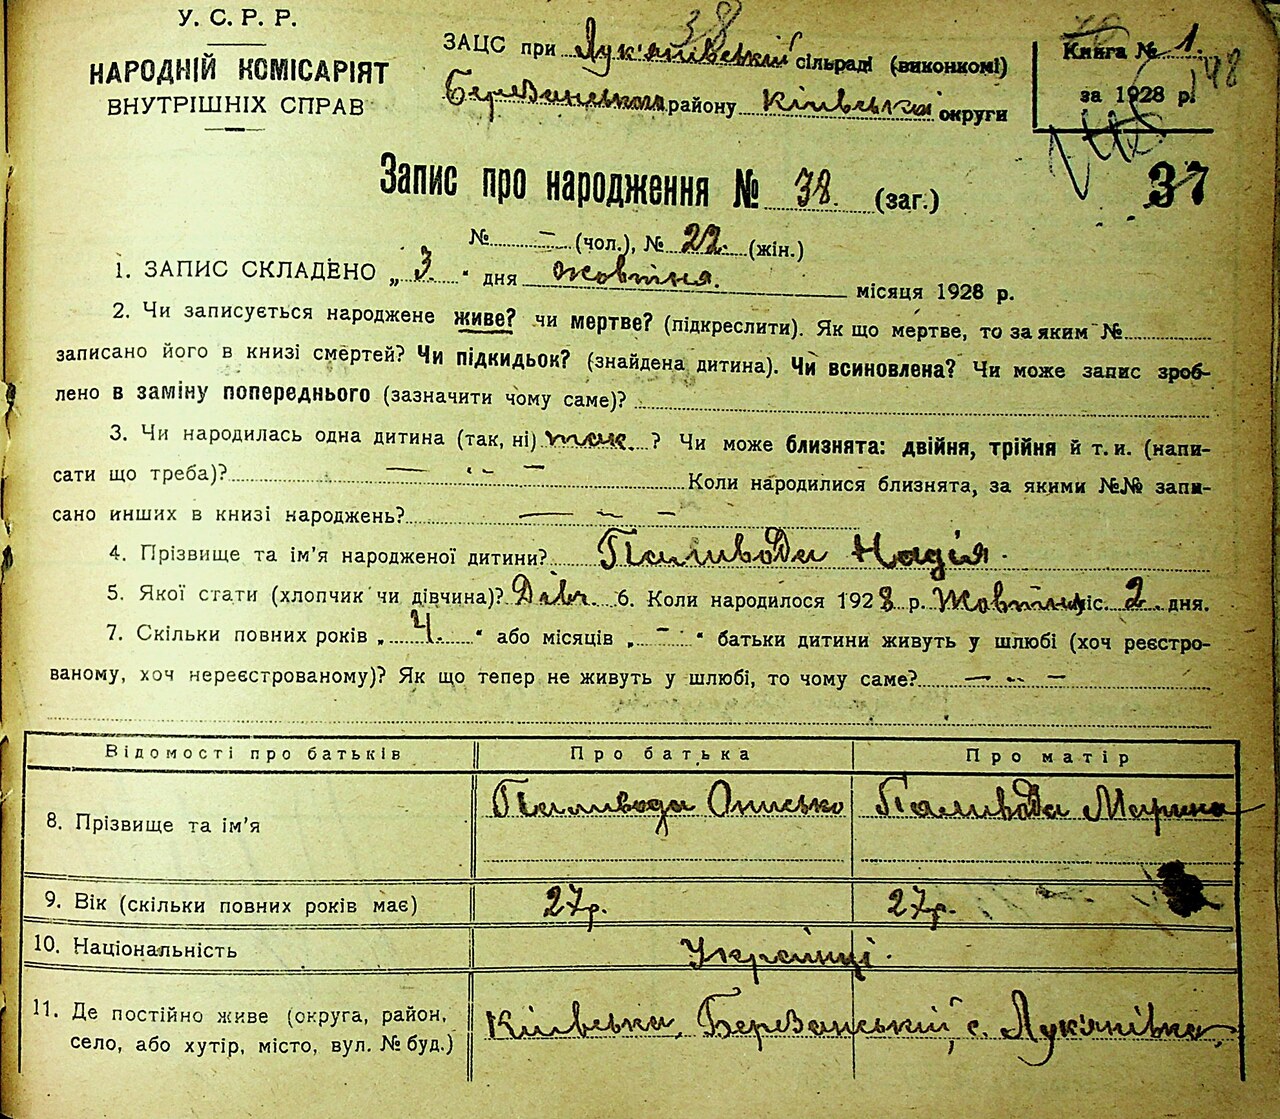 У. С. Р. Р.
НАРОДНІЙ КОМІСАРІЯТ
ВНУТРІШНІХ СПРАВ
38
ЗАЦС при Лук'янівській сільраді (виконкомі)
Березанського району Київської округи
Книга № 1.
за 1928 р.
148
37
Запис про народження № 38. (заг.)
№ — (чол.), № 22. (жін.)
1. ЗАПИС СКЛАДЕНО „ 3. “ дня жовтня. місяця 1928 р.
2. Чи записується народжене живе? чи мертве? (підкреслити). Як що мертве, то за яким №
записано його в книзі смертей? Чи підкидьок? (знайдена дитина). Чи всиновлена? Чи може запис зроб-
лено в заміну попереднього (зазначити чому саме)?
3. Чи народилась одна дитина (так, ні) так ? Чи може близнята: двійня, трійня й т. и. (напи-
сати що треба)? — „ — Коли народилися близнята, за якими №№ запи-
сано инших в книзі народжень? — „ —
4. Прізвище та ім'я народженої дитини? Паливода Надія.
5. Якої стати (хлопчик чи дівчина)? Дівч. 6. Коли народилося 1928 р. Жовтня міс. 2. дня.
7. Скільки повних років „ 4. “ або місяців „ — “ батьки дитини живуть у шлюбі (хоч реєстро-
ваному, хоч нереєстрованому)? Як що тепер не живуть у шлюбі, то чому саме? — „ —
Відомості про батьків Про батька Про матір
8. Прізвище та ім'я Паливода Описько Паливода Марина
9. Вік (скільки повних років має) 27р. 27р.
10. Національність Українці.
11. Де постійно живе (округа, район,
село, або хутір, місто, вул. № буд.) Київська, Березанський, с. Лук'янівка,